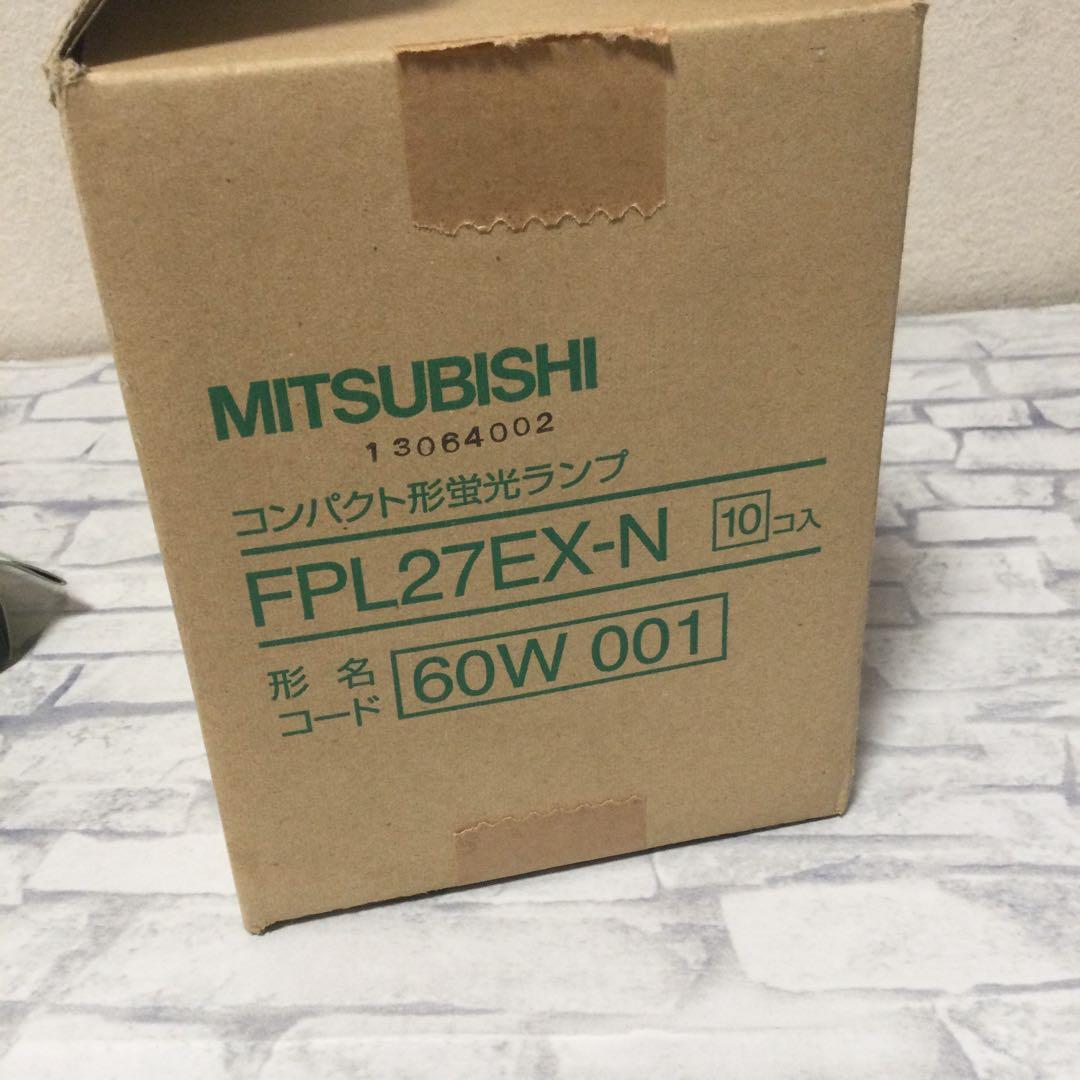 MITSUBISHI
13064002
コンパクト形蛍光ランプ
FPL27EX-N 10コ入
形名 60W 001
コード